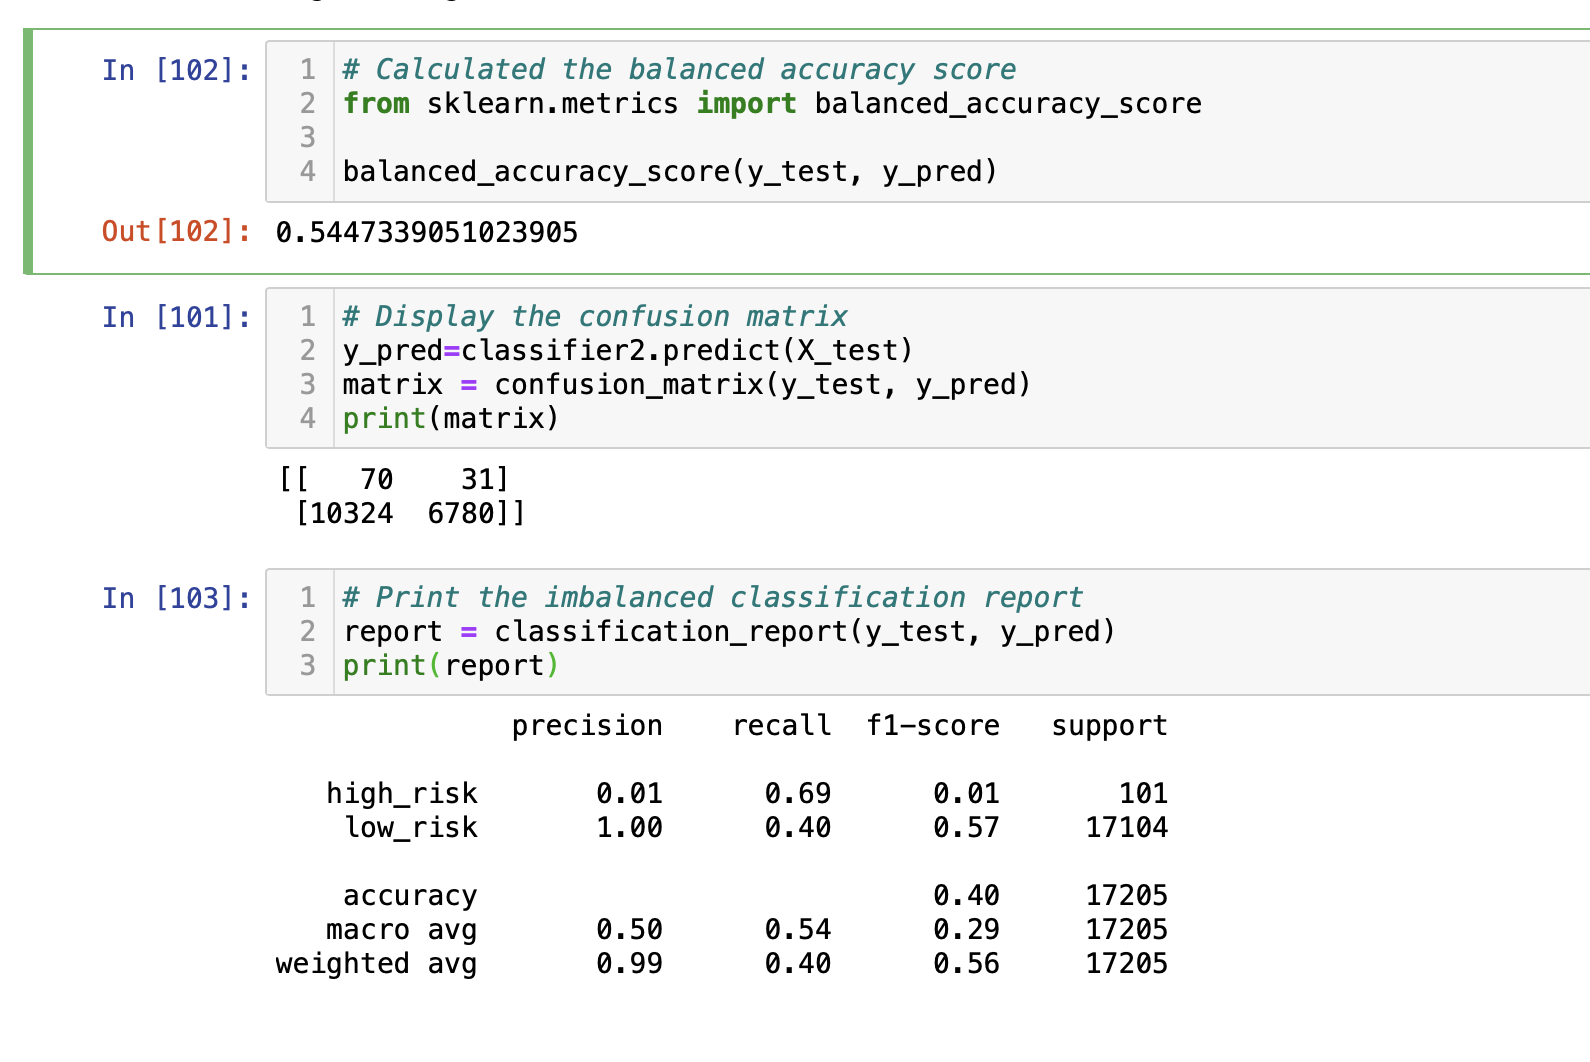 In [102]:
1 # Calculated the balanced accuracy score
2 from sklearn.metrics import balanced_accuracy_score
3
4 balanced_accuracy_score(y_test, y_pred)
Out[102]: 0.5447339051023905
In [101]:
1 # Display the confusion matrix
2 y_pred=classifier2.predict(X_test)
3 matrix = confusion_matrix(y_test, y_pred)
4 print(matrix)
[[   70    31]
 [10324  6780]]
In [103]:
1 # Print the imbalanced classification report
2 report = classification_report(y_test, y_pred)
3 print(report)
precision    recall  f1-score   support
high_risk       0.01      0.69      0.01       101
low_risk       1.00      0.40      0.57     17104
accuracy                           0.40     17205
macro avg       0.50      0.54      0.29     17205
weighted avg       0.99      0.40      0.56     17205